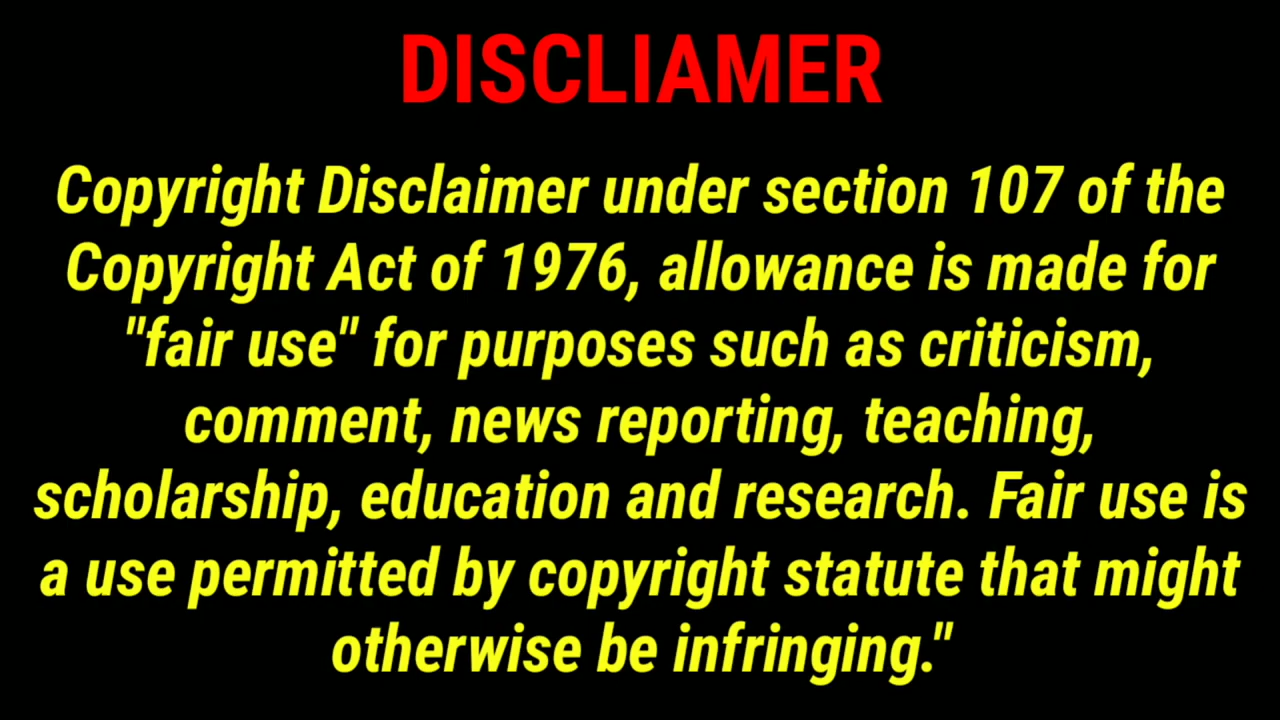 DISCLIAMER
Copyright Disclaimer under section 107 of the
Copyright Act of 1976, allowance is made for
"fair use" for purposes such as criticism,
comment, news reporting, teaching,
scholarship, education and research. Fair use is
a use permitted by copyright statute that might
otherwise be infringing."